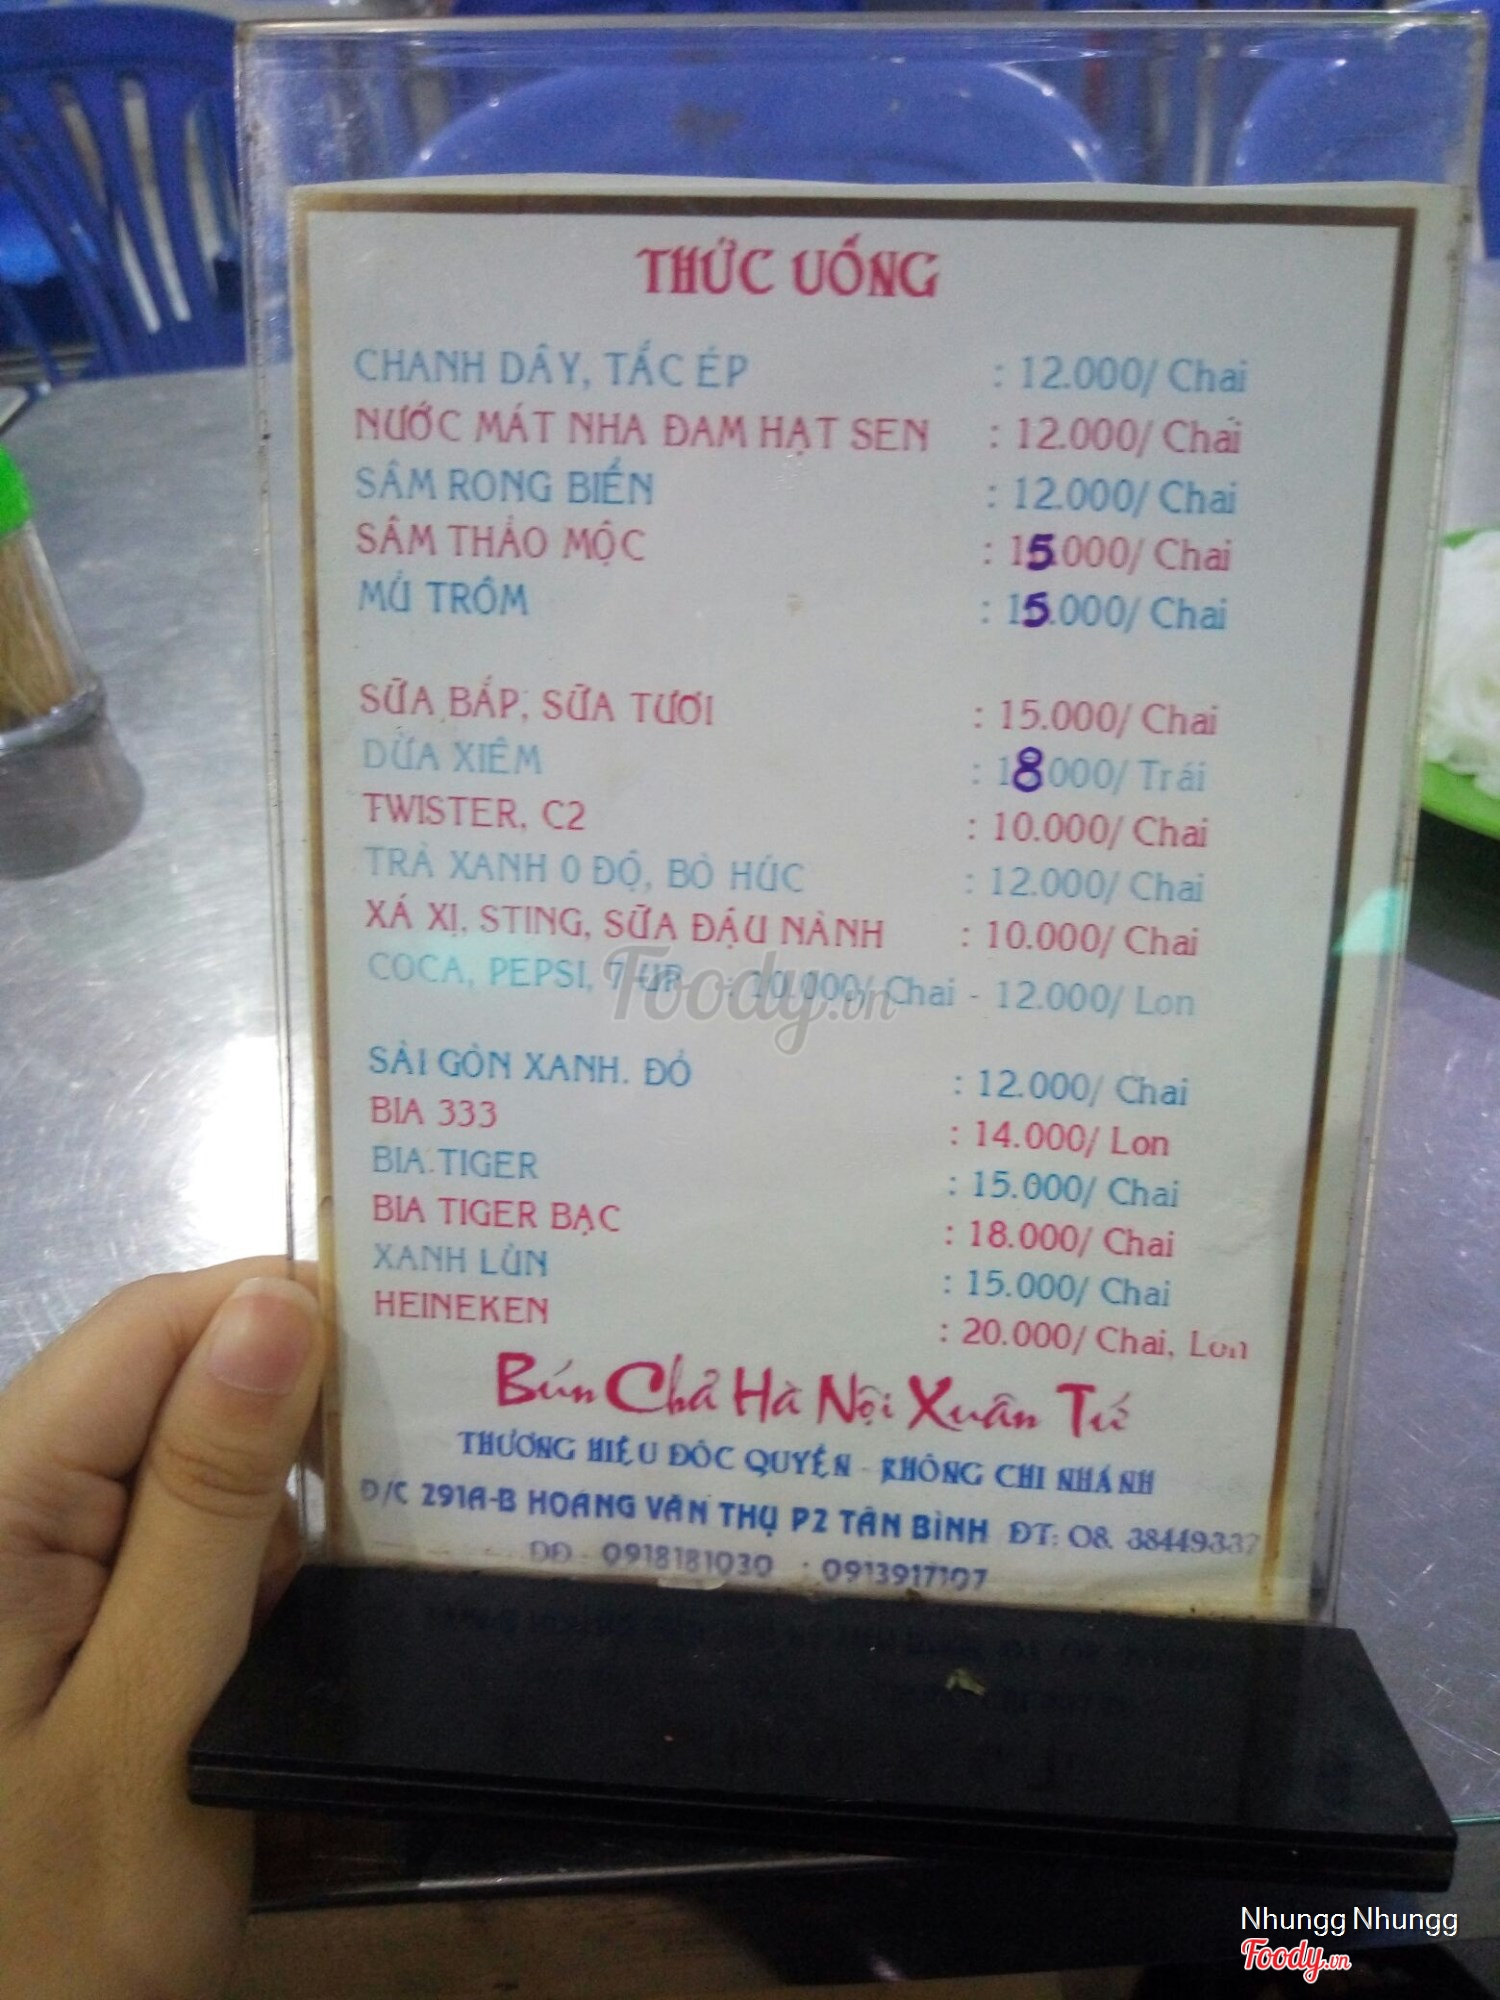 THỨC UỐNG
CHANH DÂY, TẮC ÉP : 12.000/ Chai
NƯỚC MÁT NHA ĐAM HẠT SEN : 12.000/ Chai
SÂM RONG BIỂN : 12.000/ Chai
SÂM THẢO MỘC : 15.000/ Chai
MỦ TRÔM : 15.000/ Chai
SỮA BẮP, SỮA TƯƠI : 15.000/ Chai
DỪA XIÊM : 18000/ Trái
TWISTER, C2 : 10.000/ Chai
TRÀ XANH 0 ĐỘ, BÒ HÚC : 12.000/ Chai
XÁ XỊ, STING, SỮA ĐẬU NÀNH : 10.000/ Chai
COCA, PEPSI, 7 UP : 10.000/ Chai - 12.000/ Lon
Foody.vn
SÀI GÒN XANH. ĐỎ : 12.000/ Chai
BIA 333 : 14.000/ Lon
BIA TIGER : 15.000/ Chai
BIA TIGER BẠC : 18.000/ Chai
XANH LÙN : 15.000/ Chai
HEINEKEN : 20.000/ Chai, Lon
Bún Chả Hà Nội Xuân Tứ
THƯƠNG HIỆU ĐỘC QUYỀN - KHÔNG CHI NHÁNH
Đ/C 291A-B HOÀNG VĂN THỤ P2 TÂN BÌNH ĐT: 08. 38449337
ĐĐ : 0918181030 : 0913917107
Nhungg Nhungg
Foody.vn